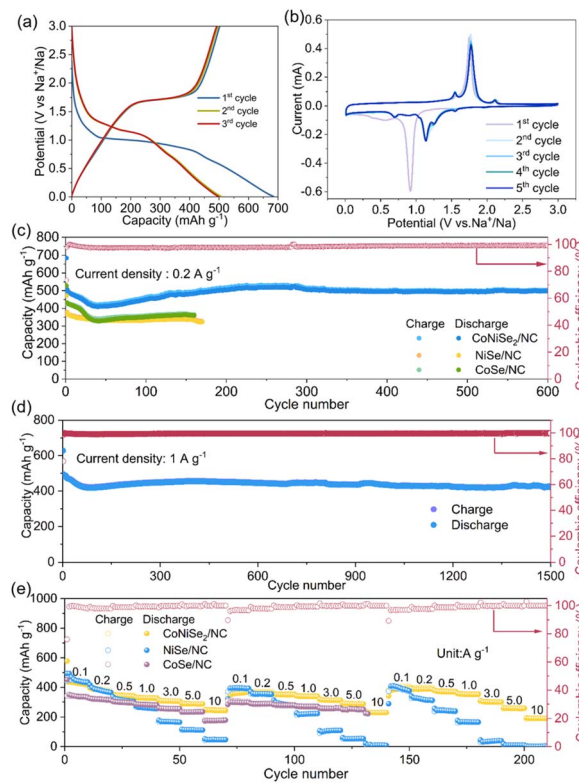 (a)
3.0
2.5
2.0
1.5
1.0
0.5
0.0
Potential (V vs Na⁺/Na)
1ˢᵗ cycle
2ⁿᵈ cycle
3ʳᵈ cycle
0 100 200 300 400 500 600 700
Capacity (mAh g⁻¹)
(b)
0.6
0.4
0.2
0.0
-0.2
-0.4
-0.6
Current (mA)
1ˢᵗ cycle
2ⁿᵈ cycle
3ʳᵈ cycle
4ᵗʰ cycle
5ᵗʰ cycle
0.0 0.5 1.0 1.5 2.0 2.5 3.0
Potential (V vs.Na⁺/Na)
(c)
800
700
600
500
400
300
200
100
0
Capacity (mAh g⁻¹)
Current density : 0.2 A g⁻¹
Charge Discharge
CoNiSe₂/NC
NiSe/NC
CoSe/NC
100
80
60
40
20
0
0 100 200 300 400 500 600
Cycle number
(d)
800
600
400
200
0
Capacity (mAh g⁻¹)
Current density: 1 A g⁻¹
Charge
Discharge
100
80
60
40
20
0
0 300 600 900 1200 1500
Cycle number
(e)
1000
800
600
400
200
0
Capacity (mAh g⁻¹)
Charge Discharge
CoNiSe₂/NC
NiSe/NC
CoSe/NC
Unit:A g⁻¹
0.1 0.2 0.5 1.0 3.0 5.0 10
0.1 0.2 0.5 1.0 3.0 5.0 10
0.1 0.2 0.5 1.0 3.0 5.0 10
100
80
60
40
20
0
0 50 100 150 200
Cycle number